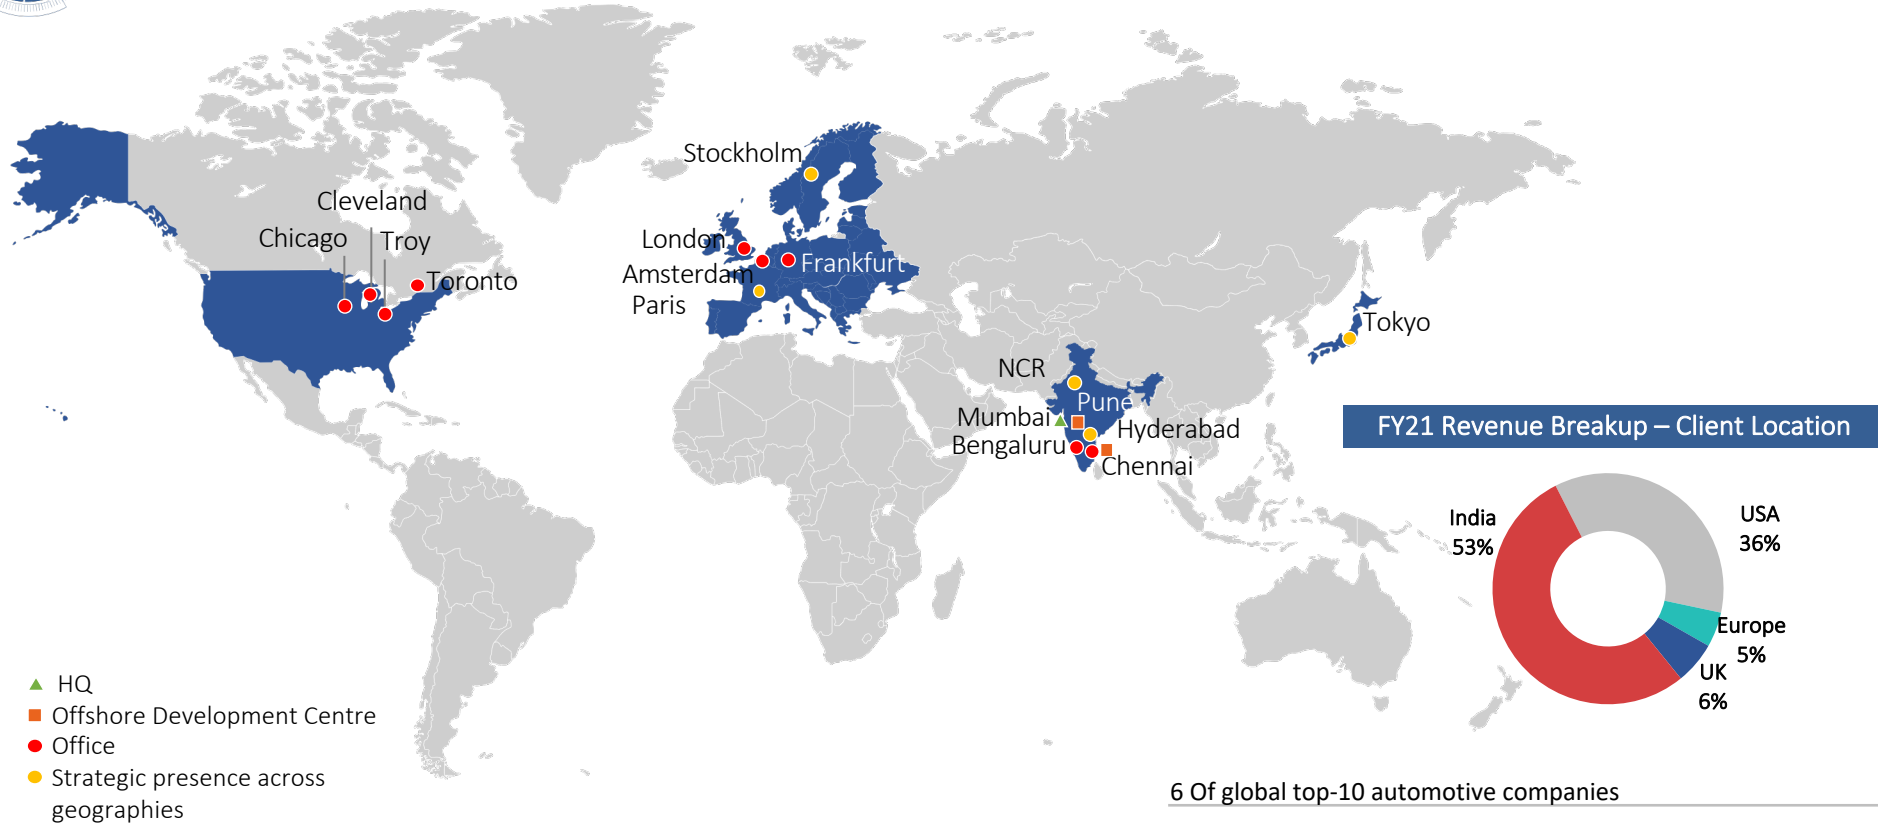 Stockholm
Cleveland
Chicago
Troy
Toronto
London
Amsterdam
Frankfurt
Paris
Tokyo
NCR
Pune
Mumbai
Hyderabad
Bengaluru
Chennai
FY21 Revenue Breakup – Client Location
India
53%
USA
36%
Europe
5%
UK
6%
HQ
Offshore Development Centre
Office
Strategic presence across
geographies
6 Of global top-10 automotive companies